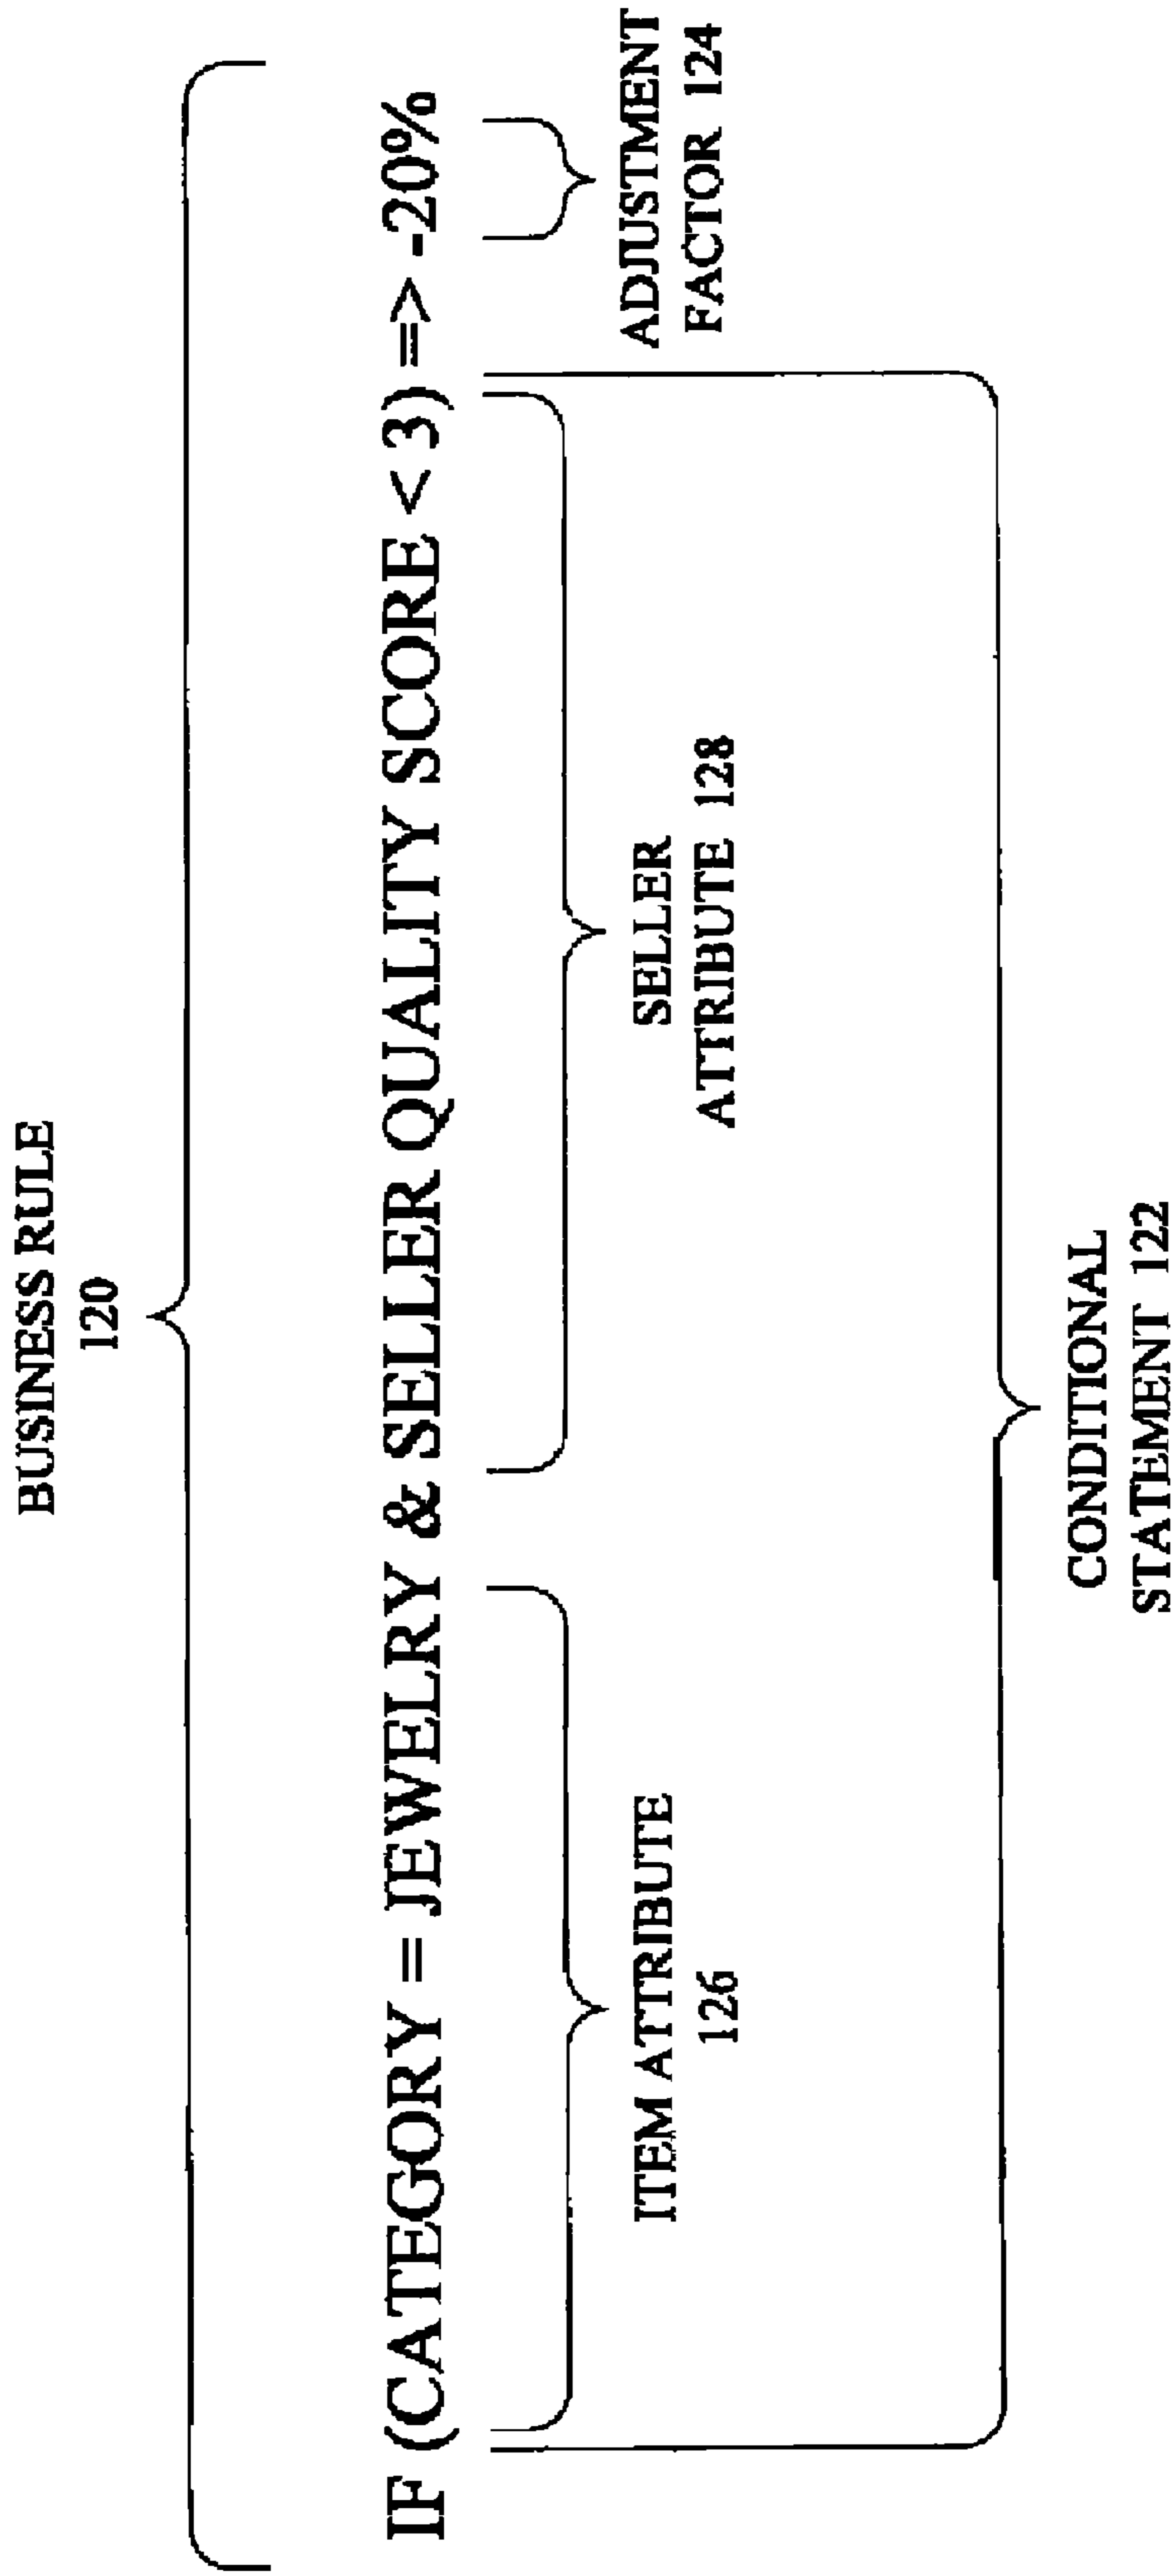 BUSINESS RULE
120
IF (CATEGORY = JEWELRY & SELLER QUALITY SCORE < 3) => -20%
ITEM ATTRIBUTE
126
SELLER
ATTRIBUTE 128
ADJUSTMENT
FACTOR 124
CONDITIONAL
STATEMENT 122